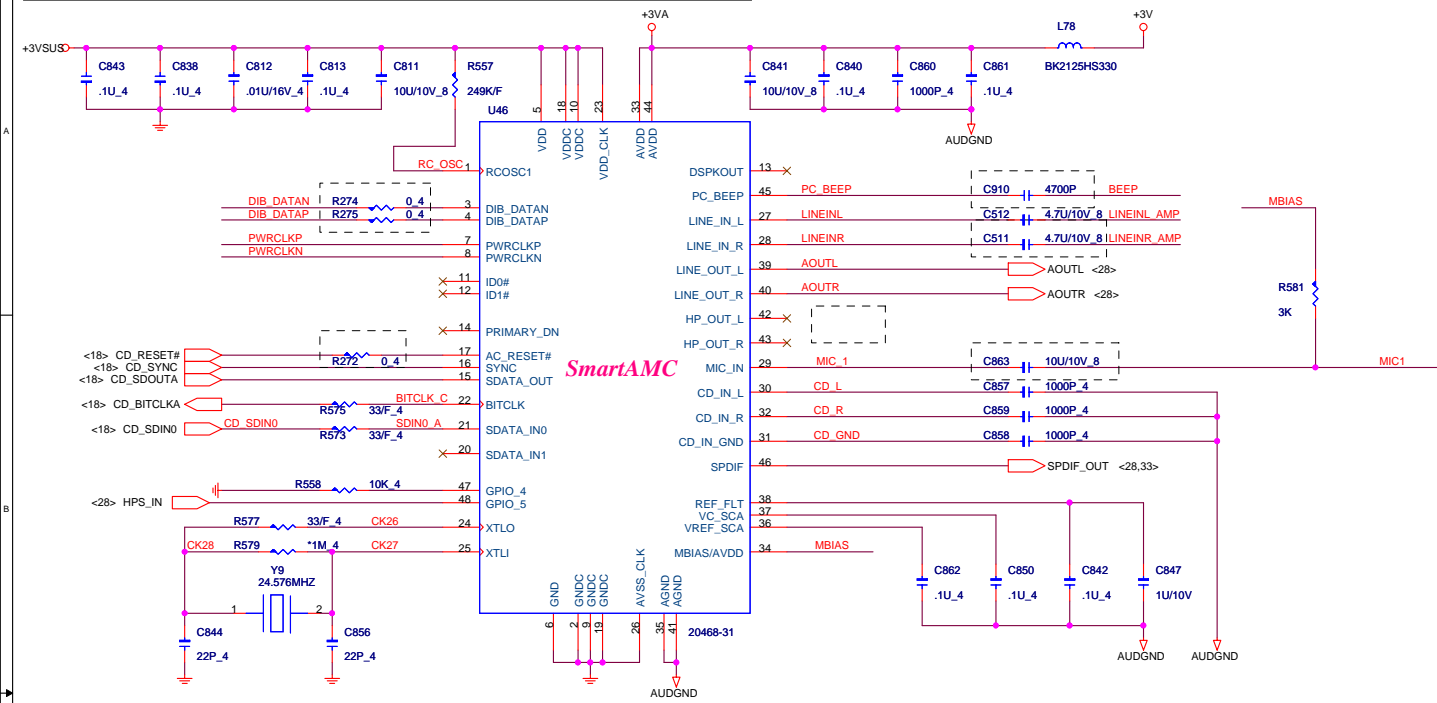 +3VSUS
+3VA
+3V
L78
BK2125HS330
C843
.1U_4
C838
.1U_4
C812
.01U/16V_4
C813
.1U_4
C811
10U/10V_8
R557
249K/F
C841
10U/10V_8
C840
.1U_4
C860
1000P_4
C861
.1U_4
AUDGND
U46
5
18
10
23
33
44
VDD
VDDC
VDDC
VDD_CLK
AVDD
AVDD
A
RC_OSC 1 RCOSC1
DIB_DATAN R274 0_4 3 DIB_DATAN
DIB_DATAP R275 0_4 4 DIB_DATAP
PWRCLKP 7 PWRCLKP
PWRCLKN 8 PWRCLKN
11 ID0#
12 ID1#
14 PRIMARY_DN
<18> CD_RESET# R272 0_4 17 AC_RESET#
<18> CD_SYNC 16 SYNC
<18> CD_SDOUTA 15 SDATA_OUT
<18> CD_BITCLKA R575 33/F_4 BITCLK_C 22 BITCLK
<18> CD_SDIN0 CD_SDIN0 R573 33/F_4 SDIN0_A 21 SDATA_IN0
20 SDATA_IN1
R558 10K_4 47 GPIO_4
<28> HPS_IN 48 GPIO_5
R577 33/F_4 CK26 24 XTLO
CK28 R579 *1M_4 CK27 25 XTLI
Y9
24.576MHZ
1 2
C844
22P_4
C856
22P_4
B
SmartAMC
DSPKOUT 13
PC_BEEP 45 PC_BEEP C910 4700P BEEP
LINE_IN_L 27 LINEINL C512 4.7U/10V_8 LINEINL_AMP
LINE_IN_R 28 LINEINR C511 4.7U/10V_8 LINEINR_AMP
LINE_OUT_L 39 AOUTL AOUTL <28>
LINE_OUT_R 40 AOUTR AOUTR <28>
HP_OUT_L 42
HP_OUT_R 43
MIC_IN 29 MIC_1 C863 10U/10V_8 MIC1
CD_IN_L 30 CD_L C857 1000P_4
CD_IN_R 32 CD_R C859 1000P_4
CD_IN_GND 31 CD_GND C858 1000P_4
SPDIF 46 SPDIF_OUT <28,33>
REF_FLT 38
VC_SCA 37
VREF_SCA 36
MBIAS/AVDD 34 MBIAS
MBIAS
R581
3K
C862
.1U_4
C850
.1U_4
C842
.1U_4
C847
1U/10V
AUDGND
AUDGND
GND
GNDC
GNDC
GNDC
AVSS_CLK
AGND
AGND
6
2
9
19
26
35
41
20468-31
AUDGND